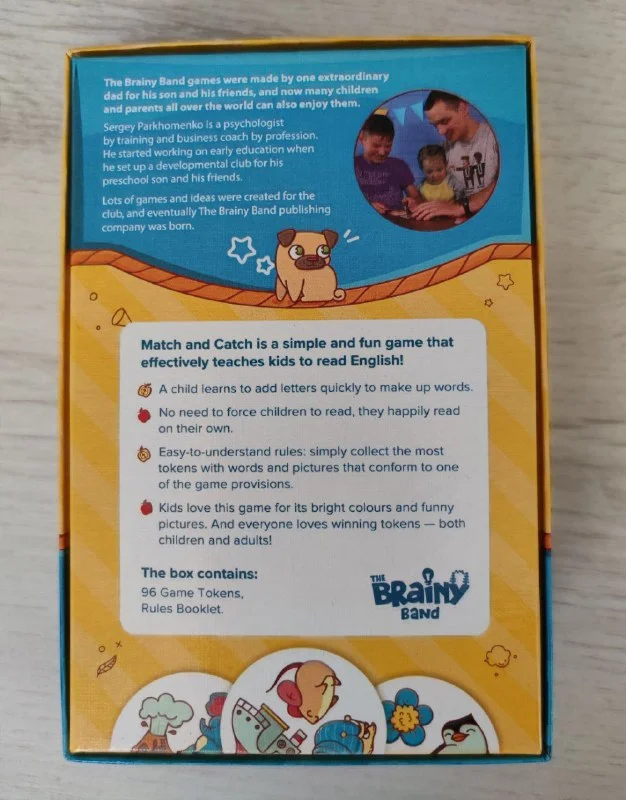 The Brainy Band games were made by one extraordinary
dad for his son and his friends, and now many children
and parents all over the world can also enjoy them.
Sergey Parkhomenko is a psychologist
by training and business coach by profession.
He started working on early education when
he set up a developmental club for his
preschool son and his friends.
Lots of games and ideas were created for the
club, and eventually The Brainy Band publishing
company was born.
Match and Catch is a simple and fun game that
effectively teaches kids to read English!
A child learns to add letters quickly to make up words.
No need to force children to read, they happily read
on their own.
Easy-to-understand rules: simply collect the most
tokens with words and pictures that conform to one
of the game provisions.
Kids love this game for its bright colours and funny
pictures. And everyone loves winning tokens — both
children and adults!
The box contains:
96 Game Tokens,
Rules Booklet.
THE
BRAINY
BAND